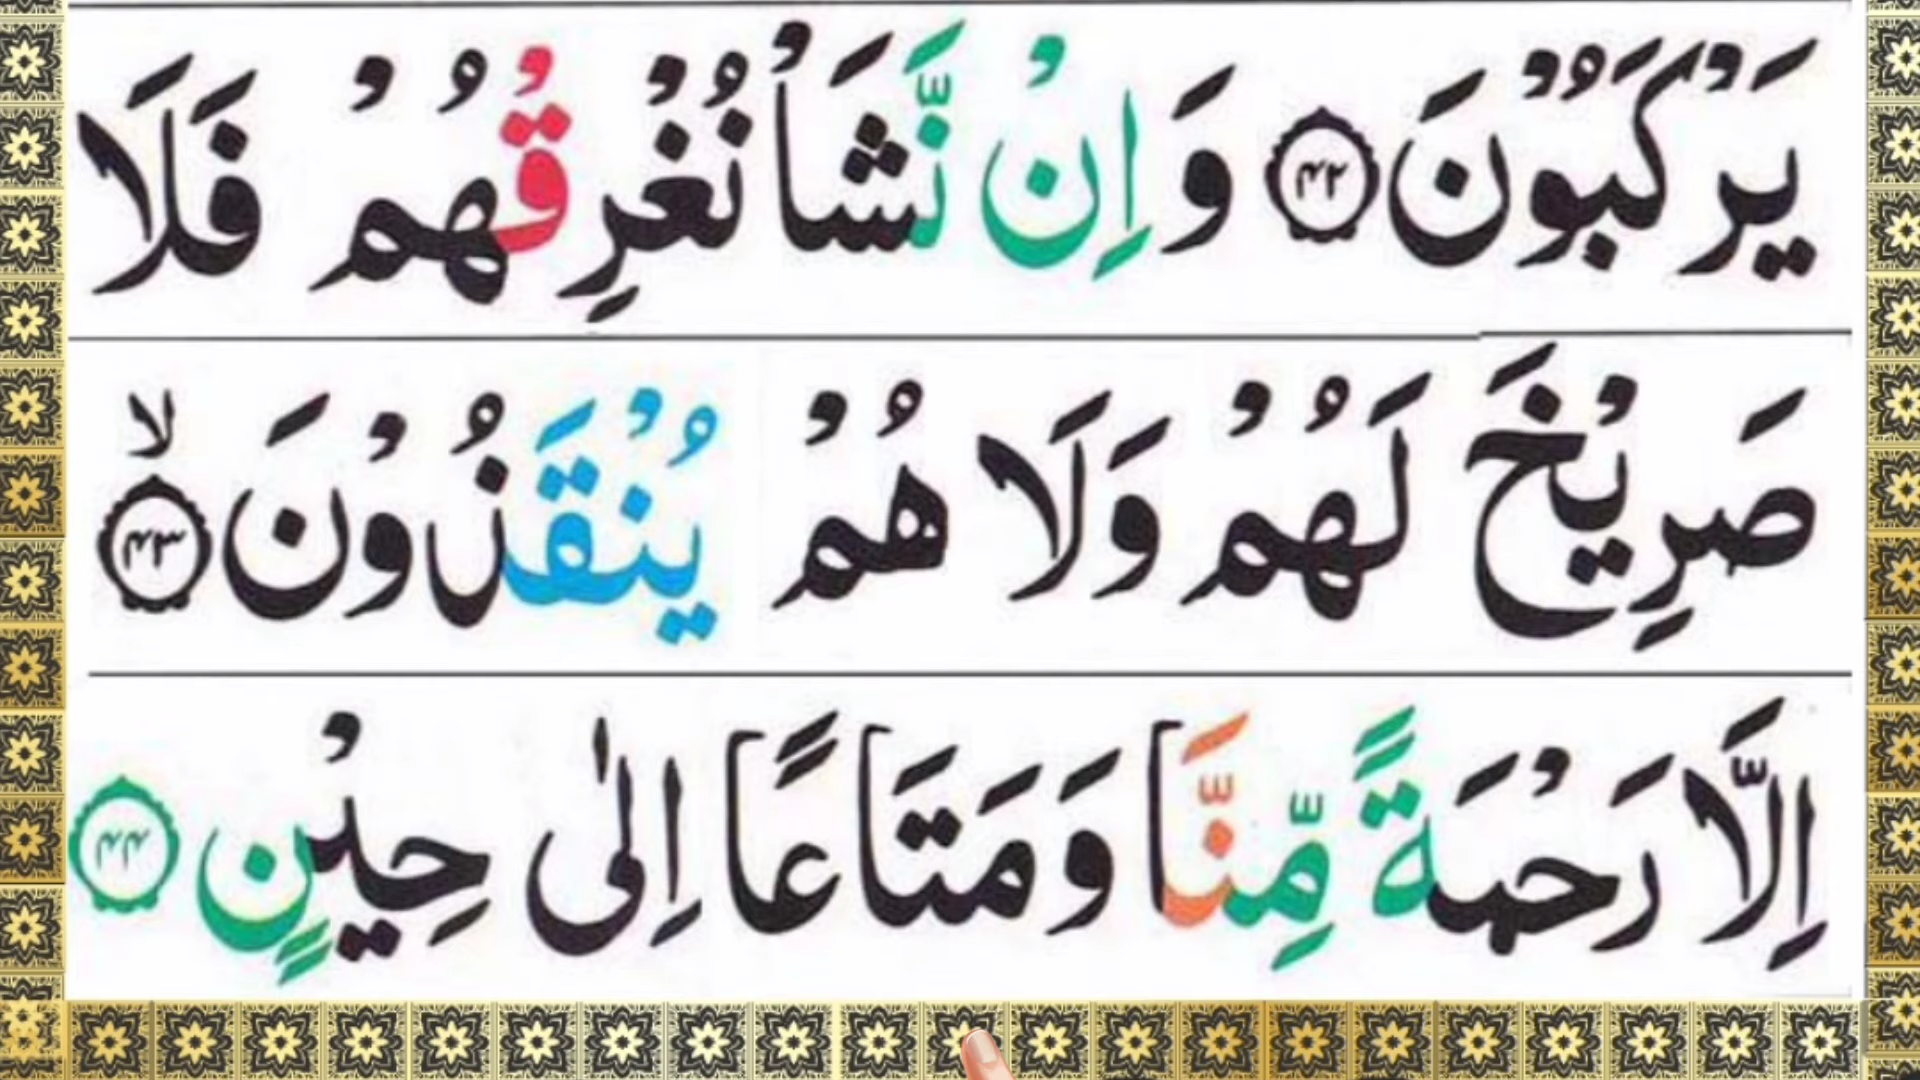 يَرْكَبُوْنَ ﴿۴۲﴾ وَاِنْ نَّشَاْ نُغْرِقْهُمْ فَلَا
صَرِيْخَ لَهُمْ وَلَا هُمْ يُنْقَذُوْنَ ۙ﴿۴۳﴾
اِلَّا رَحْمَةً مِّنَّا وَمَتَاعًا اِلٰى حِيْنٍ ﴿۴۴﴾